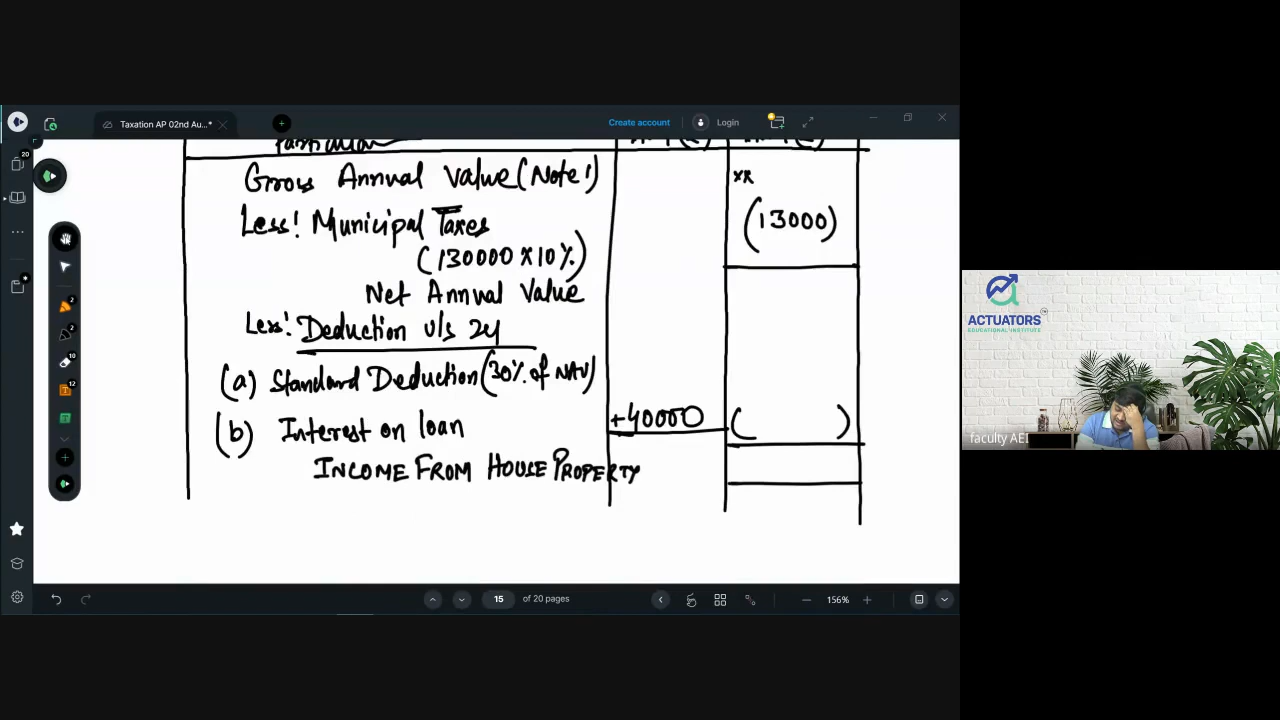 Create account
Login
Taxation AP 02nd Au...*
Particular
Gross Annual Value (Note 1)
xx
Less! Municipal Taxes
(13000)
(130000 x 10%)
Net Annual Value
Less! Deduction u/s 24
(a) Standard Deduction (30% of NAV)
(b) Interest on loan
+40000
( )
INCOME FROM HOUSE PROPERTY
15 of 20 pages
156%
ACTUATORS
EDUCATIONAL INSTITUTE
faculty AEI